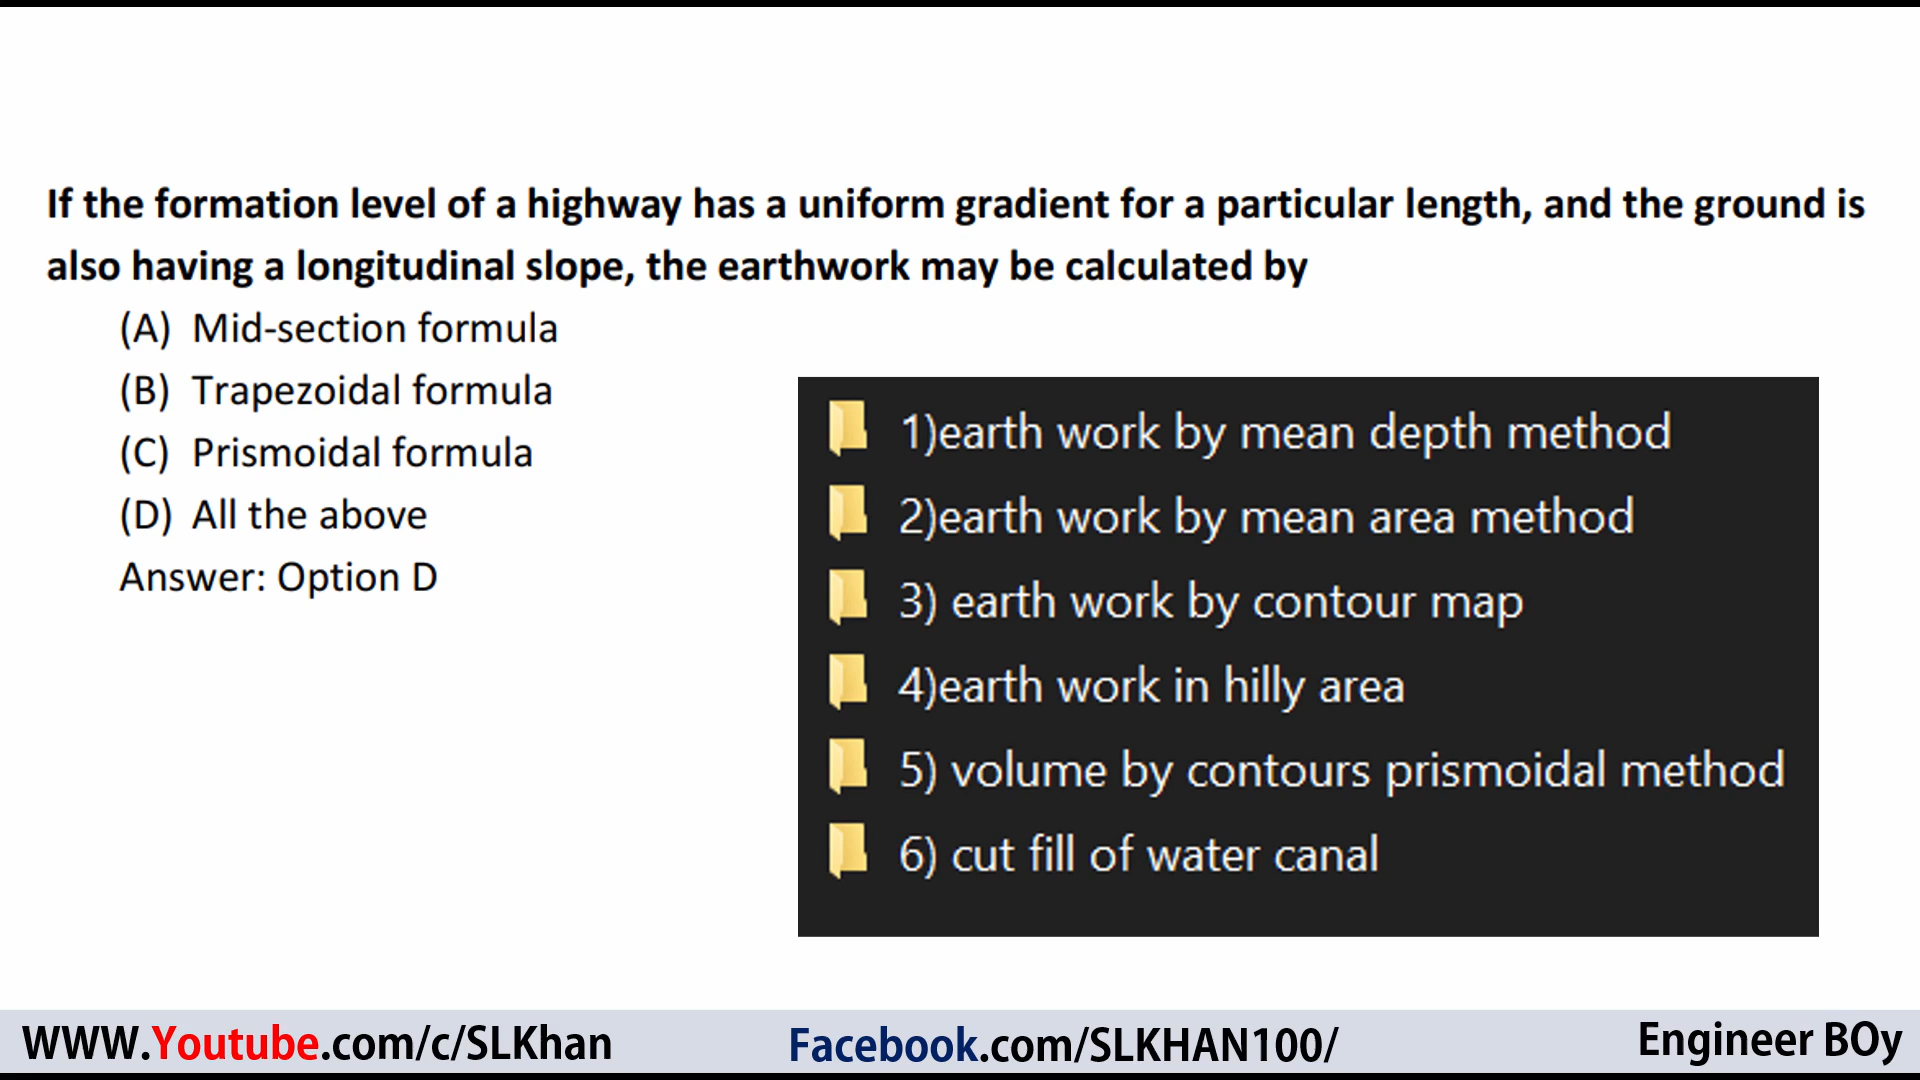 If the formation level of a highway has a uniform gradient for a particular length, and the ground is
also having a longitudinal slope, the earthwork may be calculated by
(A) Mid-section formula
(B) Trapezoidal formula
(C) Prismoidal formula
(D) All the above
Answer: Option D
1)earth work by mean depth method
2)earth work by mean area method
3) earth work by contour map
4)earth work in hilly area
5) volume by contours prismoidal method
6) cut fill of water canal
WWW.Youtube.com/c/SLKhan
Facebook.com/SLKHAN100/
Engineer BOy